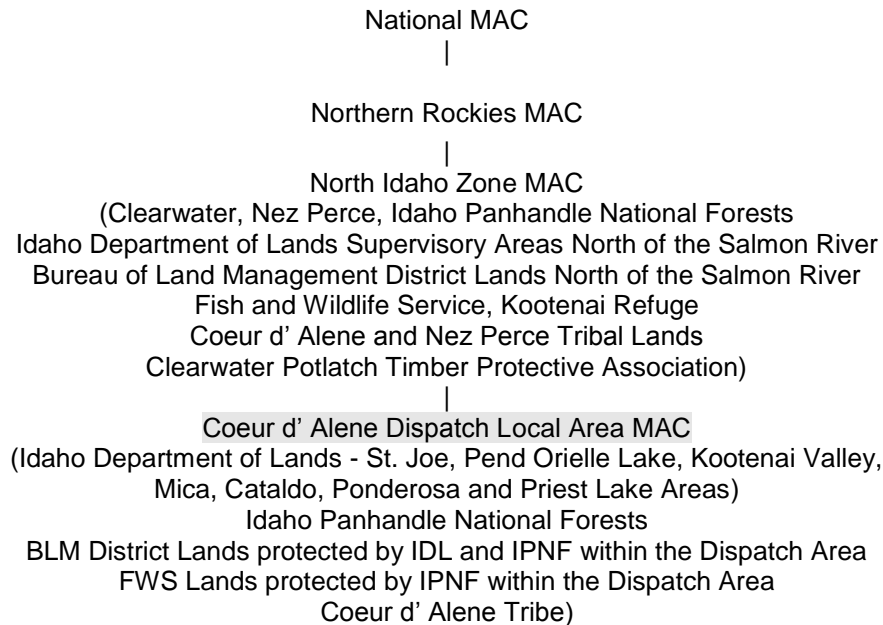 National MAC
|
Northern Rockies MAC
|
North Idaho Zone MAC
(Clearwater, Nez Perce, Idaho Panhandle National Forests
Idaho Department of Lands Supervisory Areas North of the Salmon River
Bureau of Land Management District Lands North of the Salmon River
Fish and Wildlife Service, Kootenai Refuge
Coeur d’ Alene and Nez Perce Tribal Lands
Clearwater Potlatch Timber Protective Association)
|
Coeur d’ Alene Dispatch Local Area MAC
(Idaho Department of Lands - St. Joe, Pend Orielle Lake, Kootenai Valley,
Mica, Cataldo, Ponderosa and Priest Lake Areas)
Idaho Panhandle National Forests
BLM District Lands protected by IDL and IPNF within the Dispatch Area
FWS Lands protected by IPNF within the Dispatch Area
Coeur d’ Alene Tribe)